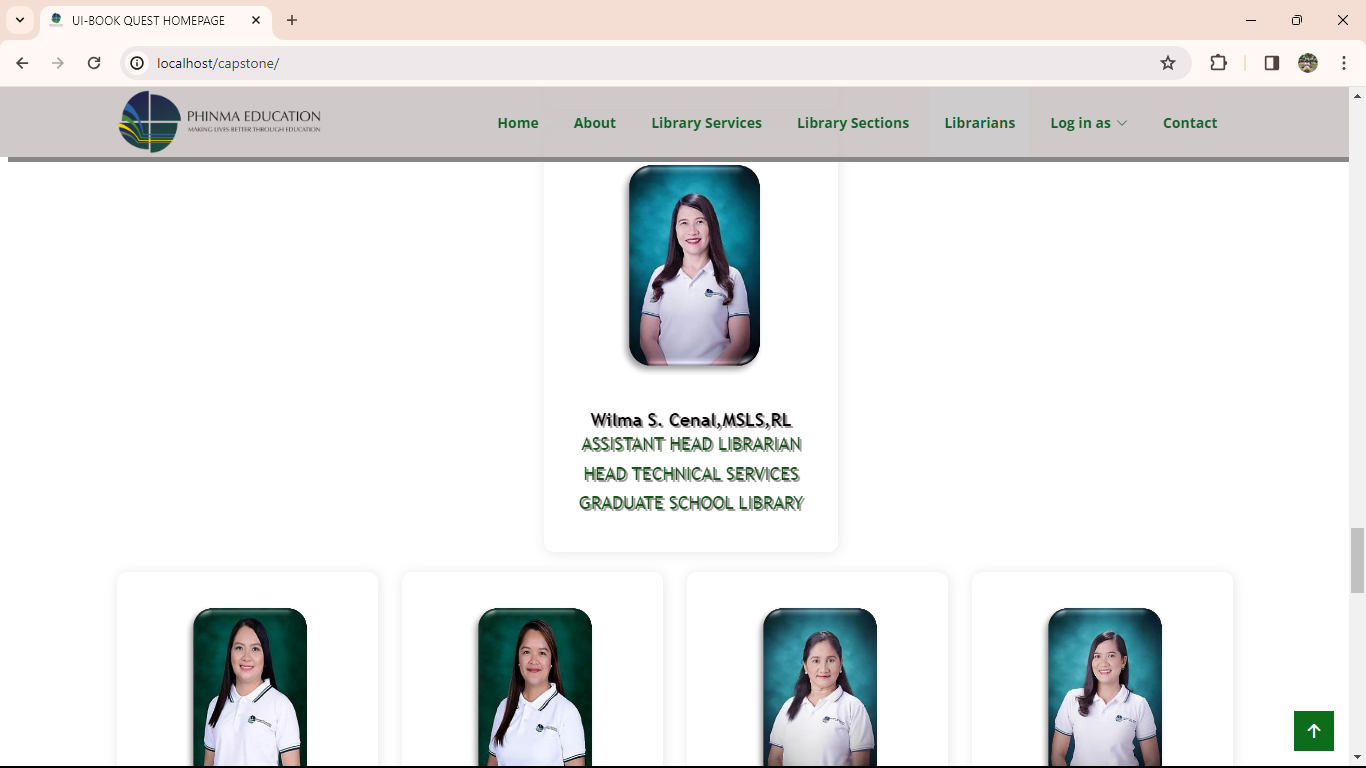 UI-BOOK QUEST HOMEPAGE
localhost/capstone/
PHINMA EDUCATION
MAKING LIVES BETTER THROUGH EDUCATION
Home About Library Services Library Sections Librarians Log in as Contact
Wilma S. Cenal,MSLS,RL
ASSISTANT HEAD LIBRARIAN
HEAD TECHNICAL SERVICES
GRADUATE SCHOOL LIBRARY